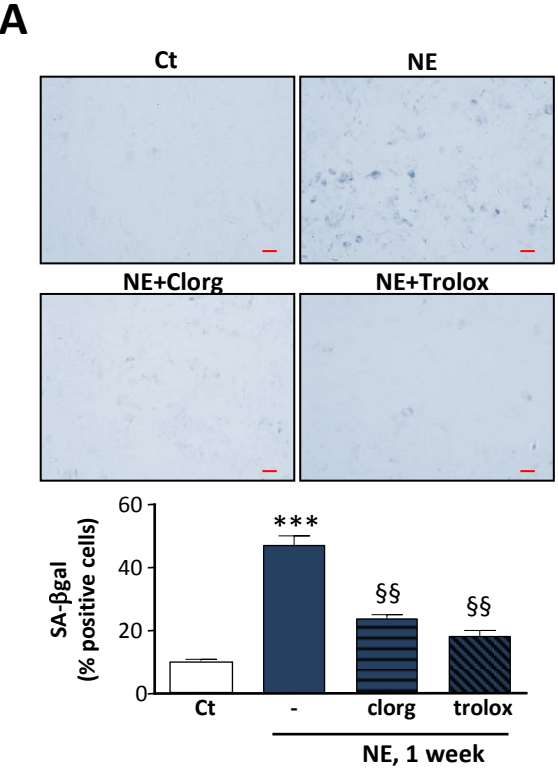 A
Ct NE
NE+Clorg NE+Trolox
60
40
20
0
SA-βgal
(% positive cells)
***
§§
§§
Ct - clorg trolox
NE, 1 week